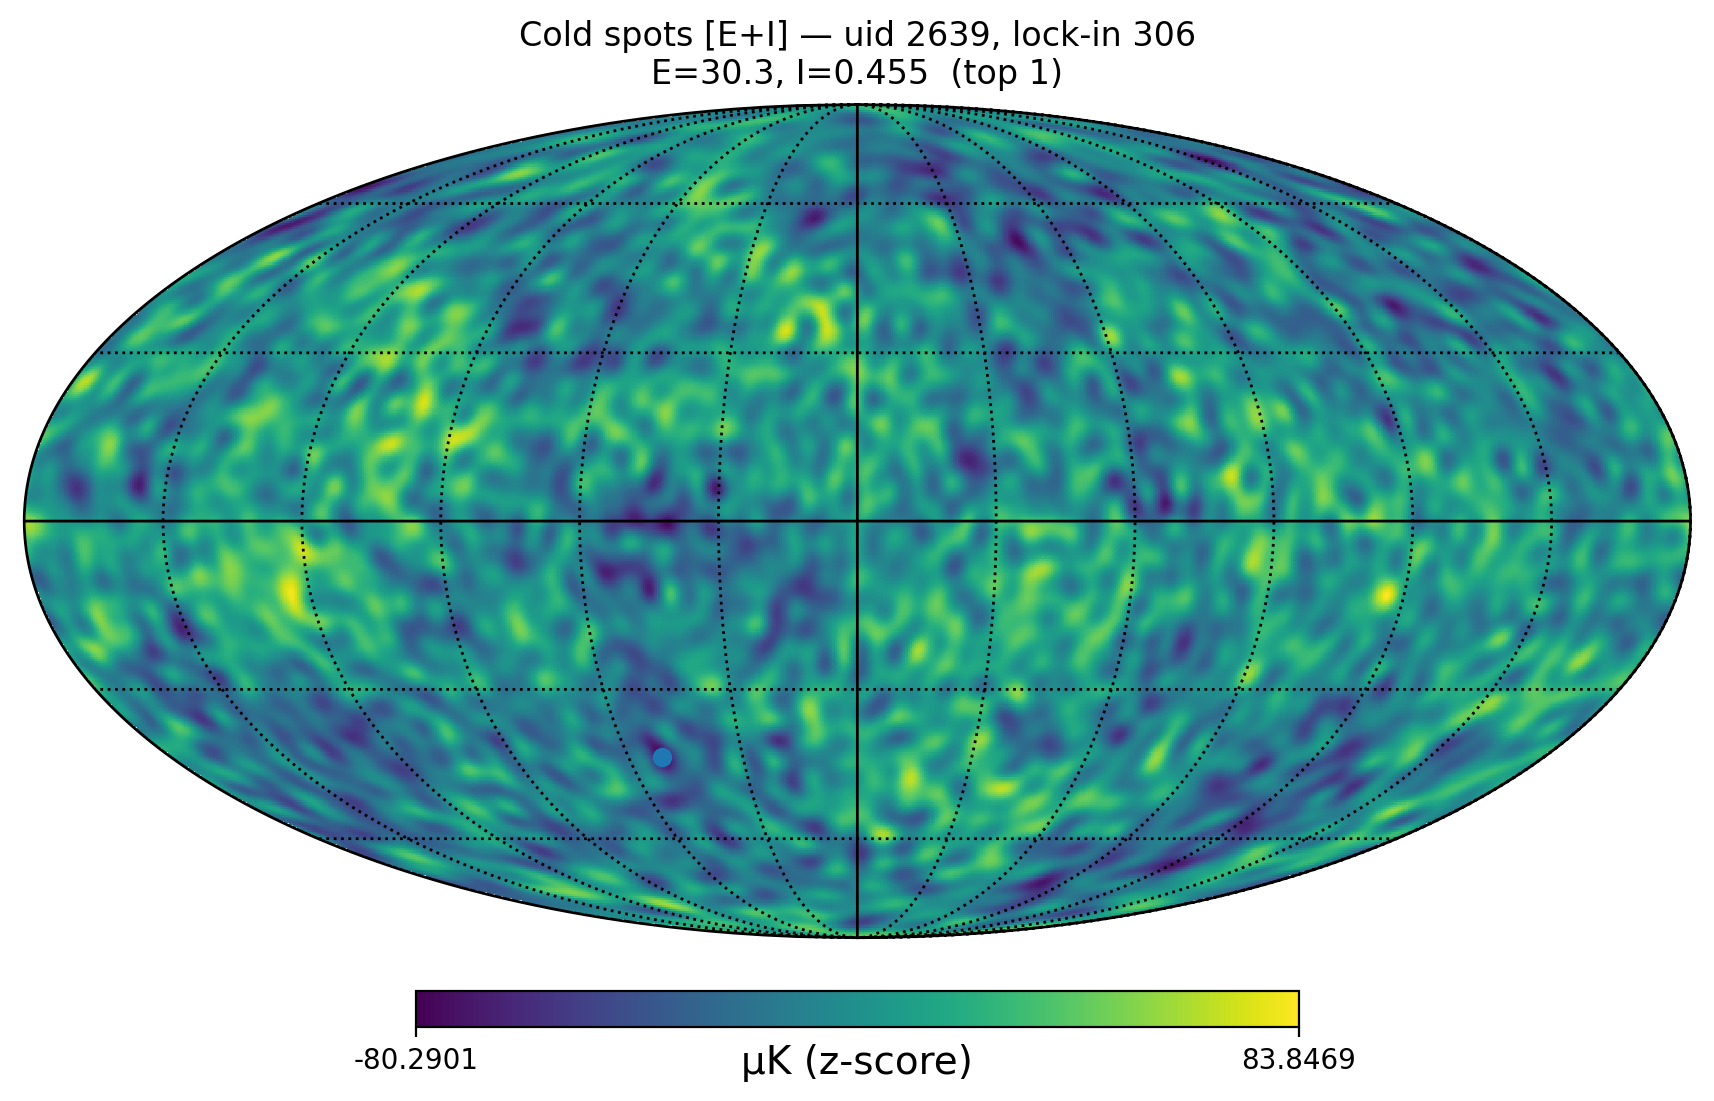 Cold spots [E+I] — uid 2639, lock-in 306
E=30.3, I=0.455  (top 1)
-80.2901
µK (z-score)
83.8469